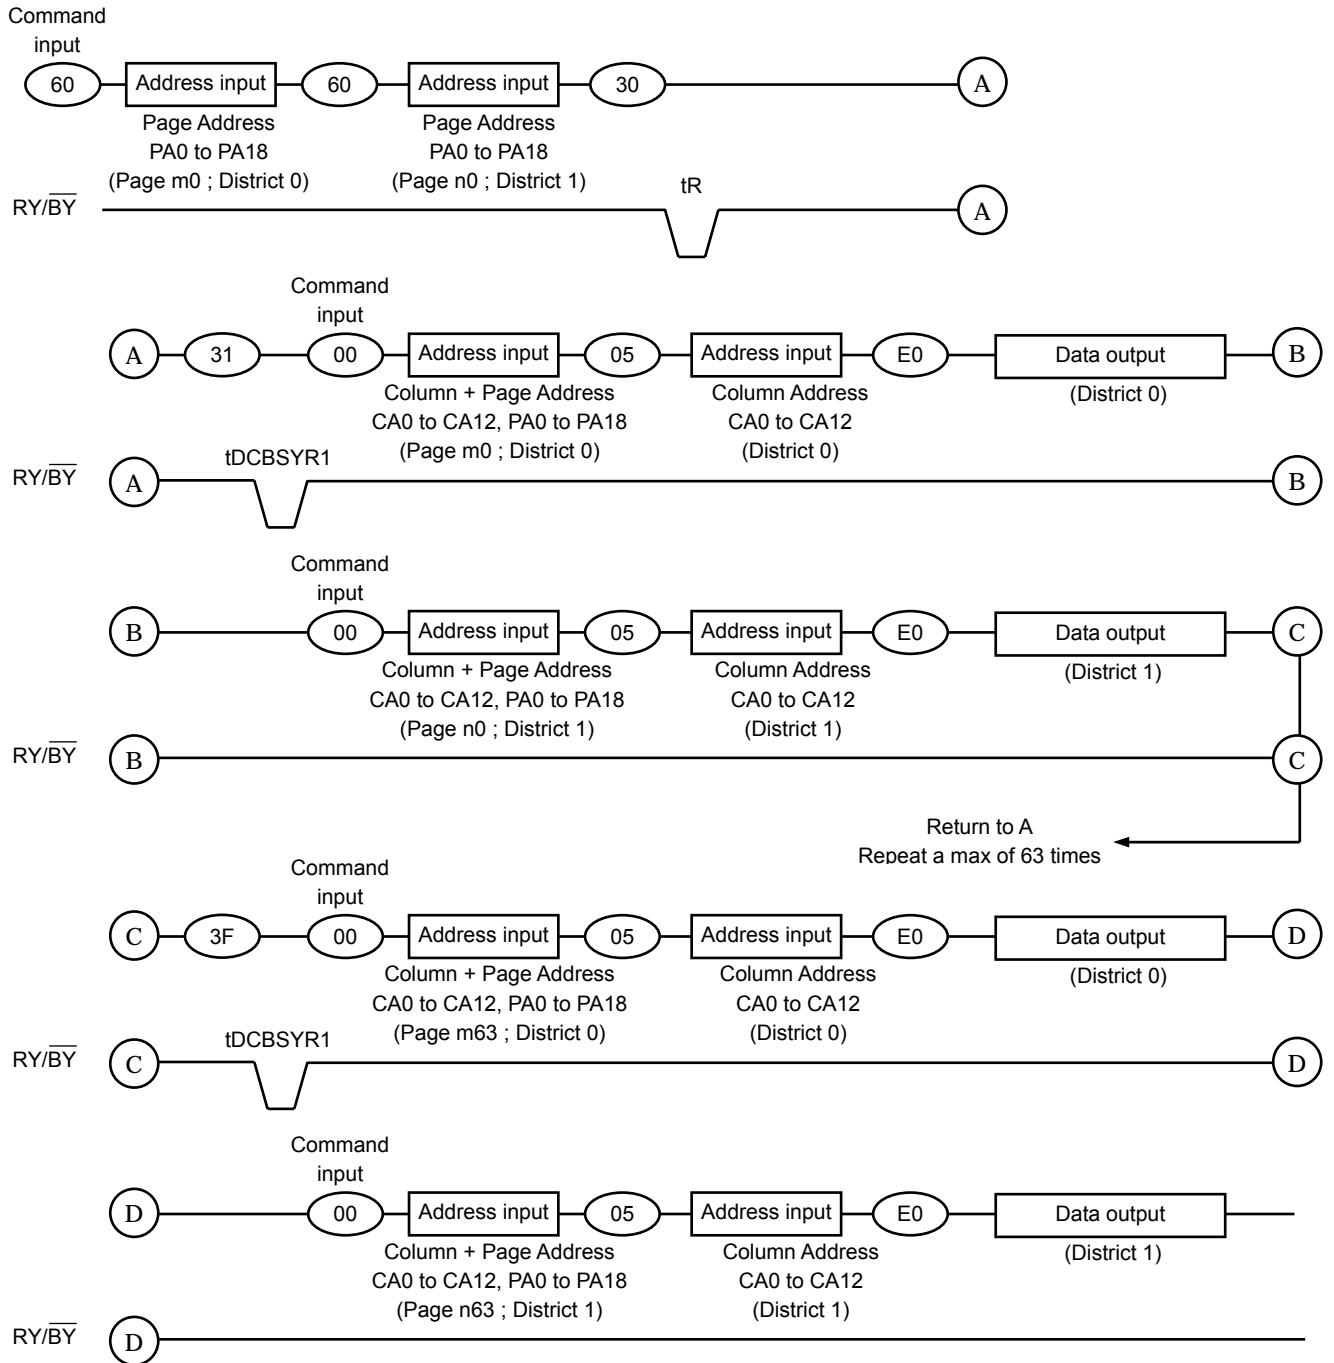 Command
input
60 Address input 60 Address input 30 A
Page Address Page Address
PA0 to PA18 PA0 to PA18
(Page m0 ; District 0) (Page n0 ; District 1)
tR
RY/BY A
Command
input
A 31 00 Address input 05 Address input E0 Data output B
Column + Page Address Column Address (District 0)
CA0 to CA12, PA0 to PA18 CA0 to CA12
(Page m0 ; District 0) (District 0)
tDCBSYR1
RY/BY A B
Command
input
B 00 Address input 05 Address input E0 Data output C
Column + Page Address Column Address (District 1)
CA0 to CA12, PA0 to PA18 CA0 to CA12
(Page n0 ; District 1) (District 1)
RY/BY B C
Return to A
Repeat a max of 63 times
Command
input
C 3F 00 Address input 05 Address input E0 Data output D
Column + Page Address Column Address (District 0)
CA0 to CA12, PA0 to PA18 CA0 to CA12
(Page m63 ; District 0) (District 0)
tDCBSYR1
RY/BY C D
Command
input
D 00 Address input 05 Address input E0 Data output
Column + Page Address Column Address (District 1)
CA0 to CA12, PA0 to PA18 CA0 to CA12
(Page n63 ; District 1) (District 1)
RY/BY D